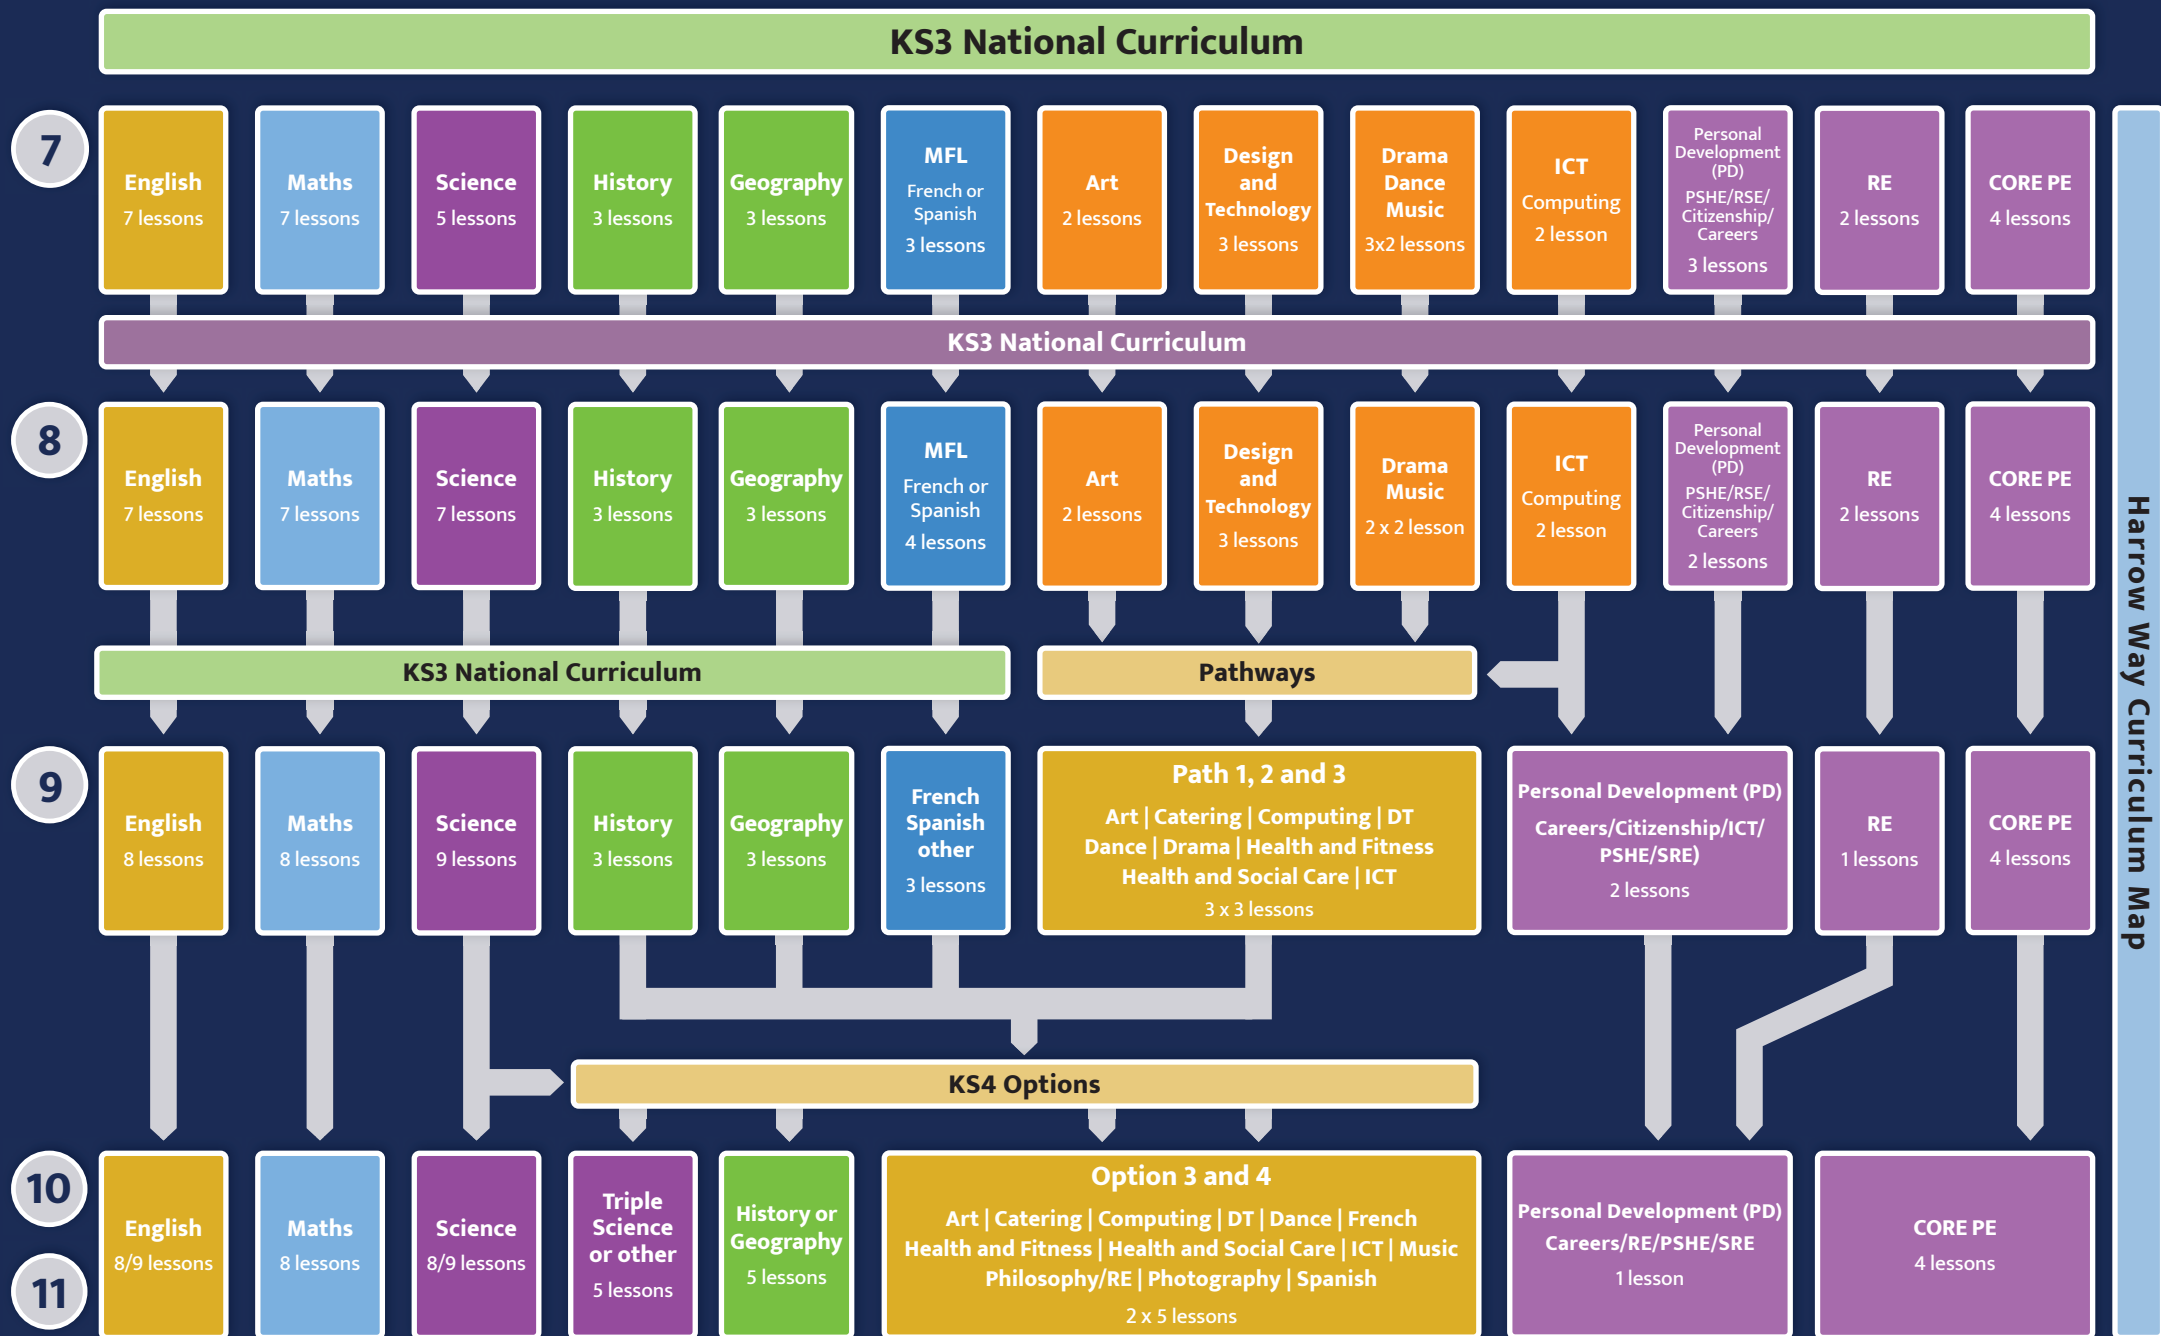 KS3 National Curriculum
7
English
7 lessons
Maths
7 lessons
Science
5 lessons
History
3 lessons
Geography
3 lessons
MFL
French or
Spanish
3 lessons
Art
2 lessons
Design
and
Technology
3 lessons
Drama
Dance
Music
3x2 lessons
ICT
Computing
2 lesson
Personal
Development
(PD)
PSHE/RSE/
Citizenship/
Careers
3 lessons
RE
2 lessons
CORE PE
4 lessons
KS3 National Curriculum
8
English
7 lessons
Maths
7 lessons
Science
7 lessons
History
3 lessons
Geography
3 lessons
MFL
French or
Spanish
4 lessons
Art
2 lessons
Design
and
Technology
3 lessons
Drama
Music
2 x 2 lesson
ICT
Computing
2 lesson
Personal
Development
(PD)
PSHE/RSE/
Citizenship/
Careers
2 lessons
RE
2 lessons
CORE PE
4 lessons
KS3 National Curriculum
Pathways
9
English
8 lessons
Maths
8 lessons
Science
9 lessons
History
3 lessons
Geography
3 lessons
French
Spanish
other
3 lessons
Path 1, 2 and 3
Art | Catering | Computing | DT
Dance | Drama | Health and Fitness
Health and Social Care | ICT
3 x 3 lessons
Personal Development (PD)
Careers/Citizenship/ICT/
PSHE/SRE)
2 lessons
RE
1 lessons
CORE PE
4 lessons
KS4 Options
10
11
English
8/9 lessons
Maths
8 lessons
Science
8/9 lessons
Triple
Science
or other
5 lessons
History or
Geography
5 lessons
Option 3 and 4
Art | Catering | Computing | DT | Dance | French
Health and Fitness | Health and Social Care | ICT | Music
Philosophy/RE | Photography | Spanish
2 x 5 lessons
Personal Development (PD)
Careers/RE/PSHE/SRE
1 lesson
CORE PE
4 lessons
Harrow Way Curriculum Map